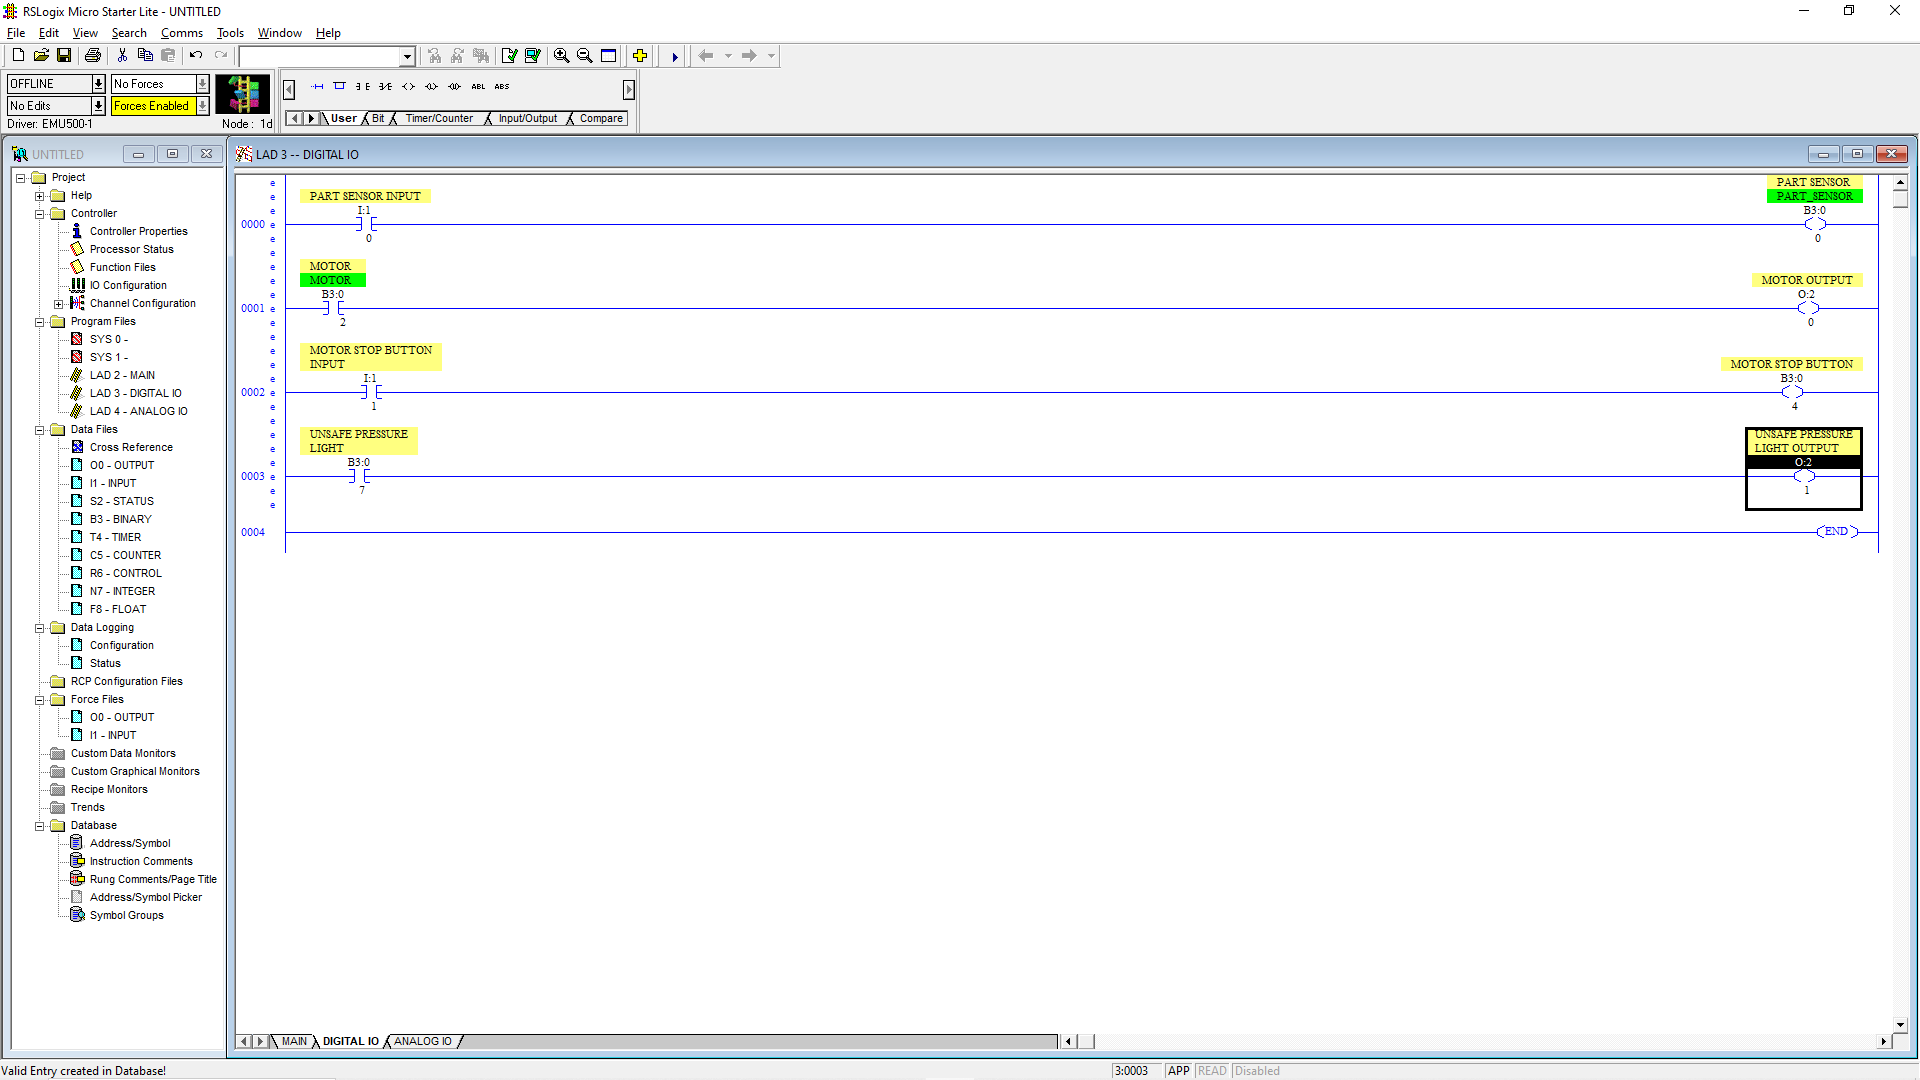 RSLogix Micro Starter Lite - UNTITLED
File Edit View Search Comms Tools Window Help
OFFLINE No Forces
No Edits Forces Enabled
Driver: EMU500-1 Node : 1d
ABL ABS
User Bit Timer/Counter Input/Output Compare
UNTITLED
Project
Help
Controller
Controller Properties
Processor Status
Function Files
IO Configuration
Channel Configuration
Program Files
SYS 0 -
SYS 1 -
LAD 2 - MAIN
LAD 3 - DIGITAL IO
LAD 4 - ANALOG IO
Data Files
Cross Reference
O0 - OUTPUT
I1 - INPUT
S2 - STATUS
B3 - BINARY
T4 - TIMER
C5 - COUNTER
R6 - CONTROL
N7 - INTEGER
F8 - FLOAT
Data Logging
Configuration
Status
RCP Configuration Files
Force Files
O0 - OUTPUT
I1 - INPUT
Custom Data Monitors
Custom Graphical Monitors
Recipe Monitors
Trends
Database
Address/Symbol
Instruction Comments
Rung Comments/Page Title
Address/Symbol Picker
Symbol Groups
LAD 3 -- DIGITAL IO
e
e PART SENSOR INPUT
e I:1
0000 e
e 0
PART SENSOR
PART_SENSOR
B3:0
0
e
e MOTOR
e MOTOR
e B3:0
0001 e
e 2
MOTOR OUTPUT
O:2
0
e
e MOTOR STOP BUTTON
e INPUT
e I:1
0002 e
e 1
MOTOR STOP BUTTON
B3:0
4
e
e UNSAFE PRESSURE
e LIGHT
e B3:0
0003 e
e 7
e
UNSAFE PRESSURE
LIGHT OUTPUT
O:2
1
0004 END
MAIN DIGITAL IO ANALOG IO
Valid Entry created in Database! 3:0003 APP READ Disabled